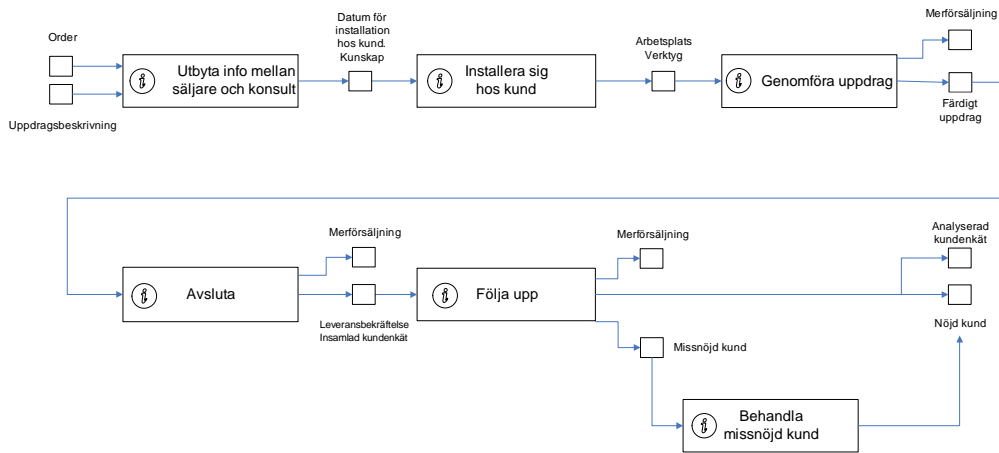 Order
Uppdragsbeskrivning
Utbyta info mellan
säljare och konsult
Datum för
installation
hos kund.
Kunskap
Installera sig
hos kund
Arbetsplats
Verktyg
Genomföra uppdrag
Merförsäljning
Färdigt
uppdrag
Avsluta
Merförsäljning
Leveransbekräftelse
Insamlad kundenkät
Följa upp
Merförsäljning
Analyserad
kundenkät
Nöjd kund
Missnöjd kund
Behandla
missnöjd kund